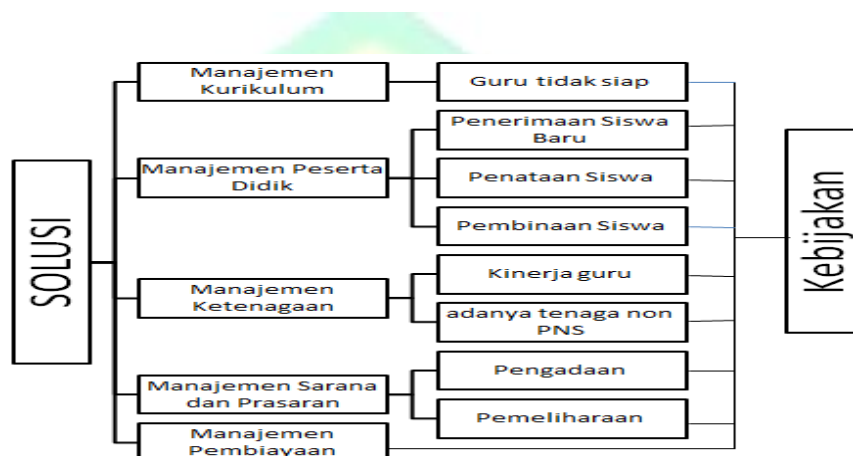 SOLUSI
Manajemen
Kurikulum
Guru tidak siap
Manajemen Peserta
Didik
Penerimaan Siswa
Baru
Penataan Siswa
Pembinaan Siswa
Manajemen
Ketenagaan
Kinerja guru
adanya tenaga non
PNS
Manajemen Sarana
dan Prasaran
Pengadaan
Pemeliharaan
Manajemen
Pembiayaan
Kebijakan